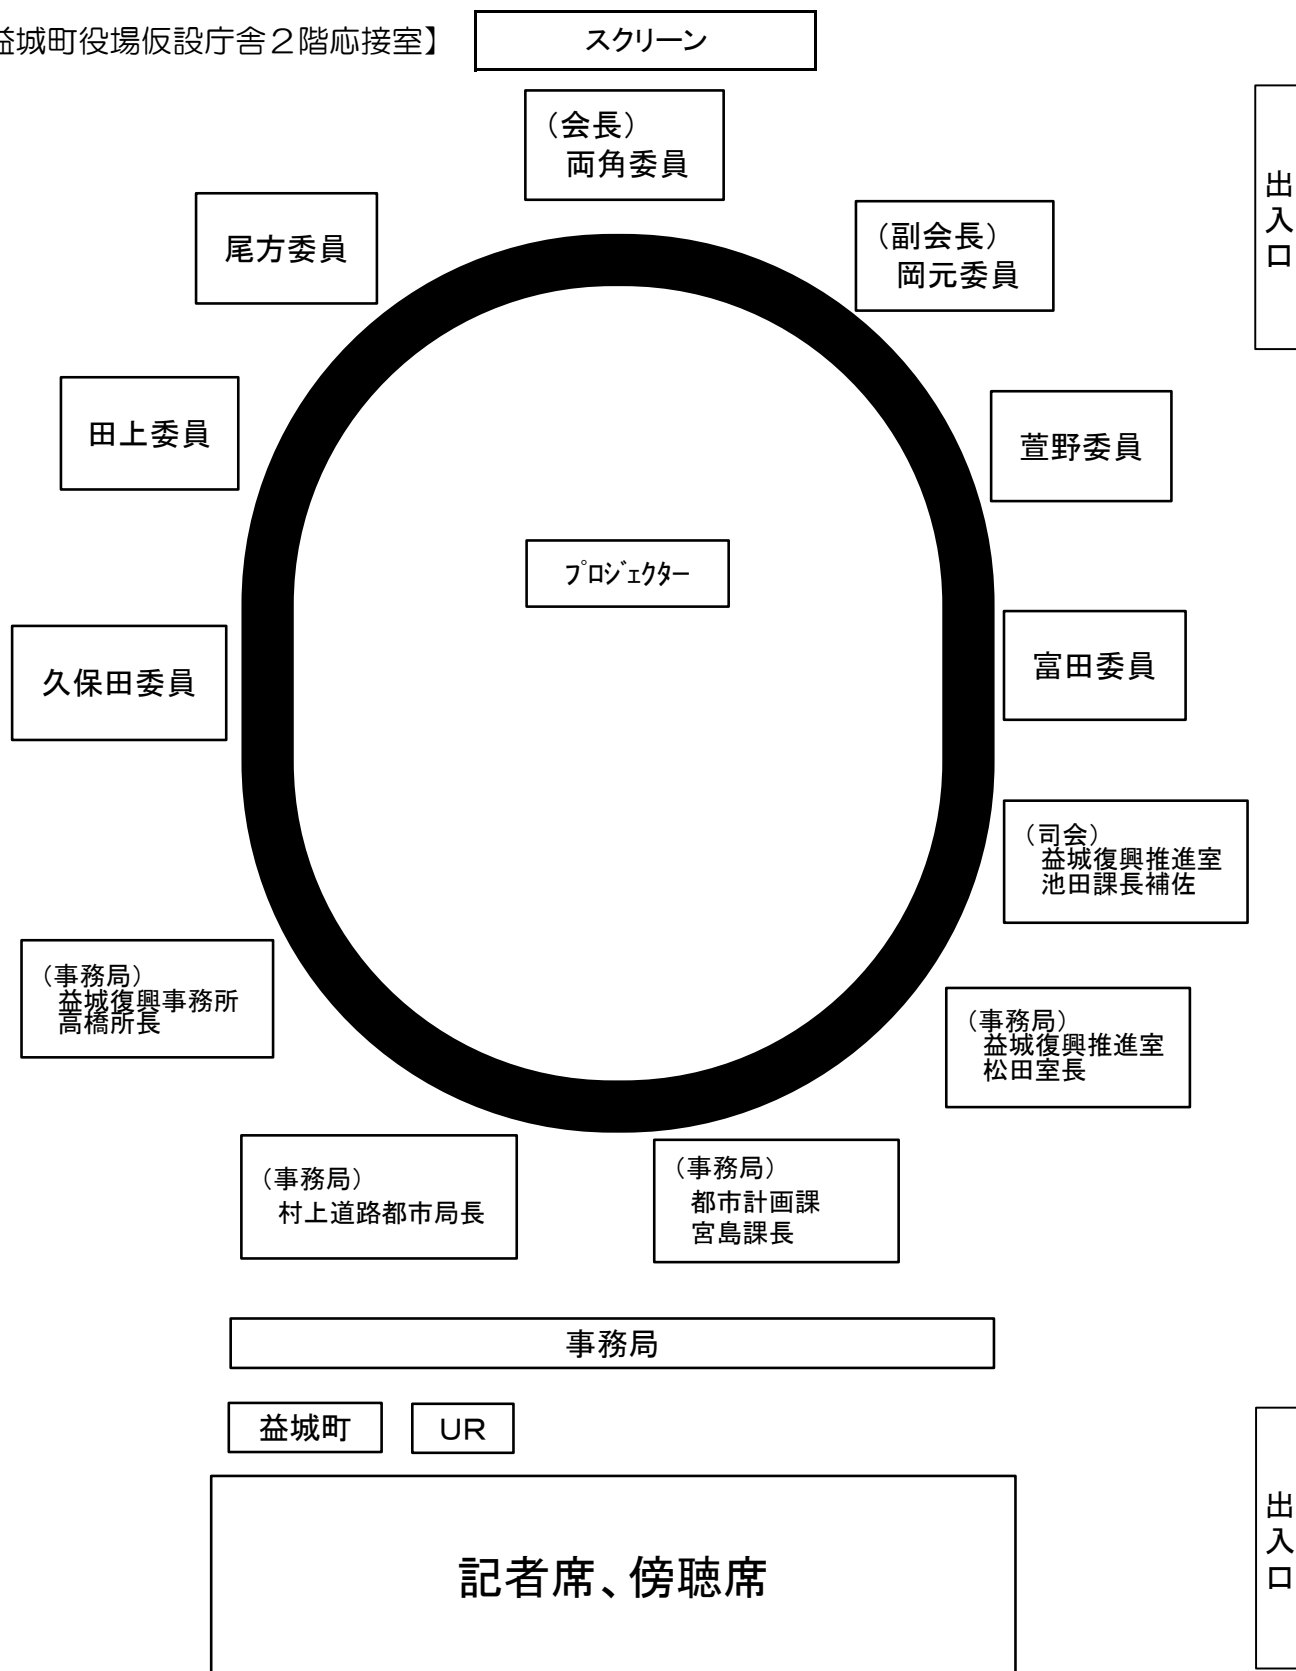 益城町役場仮設庁舎２階応接室】
スクリーン
（会長）
両角委員
尾方委員
（副会長）
岡元委員
出入口
田上委員
萱野委員
プロジェクター
久保田委員
富田委員
（司会）
益城復興推進室
池田課長補佐
（事務局）
益城復興事務所
高橋所長
（事務局）
益城復興推進室
松田室長
（事務局）
村上道路都市局長
（事務局）
都市計画課
宮島課長
事務局
益城町
UR
記者席、傍聴席
出入口